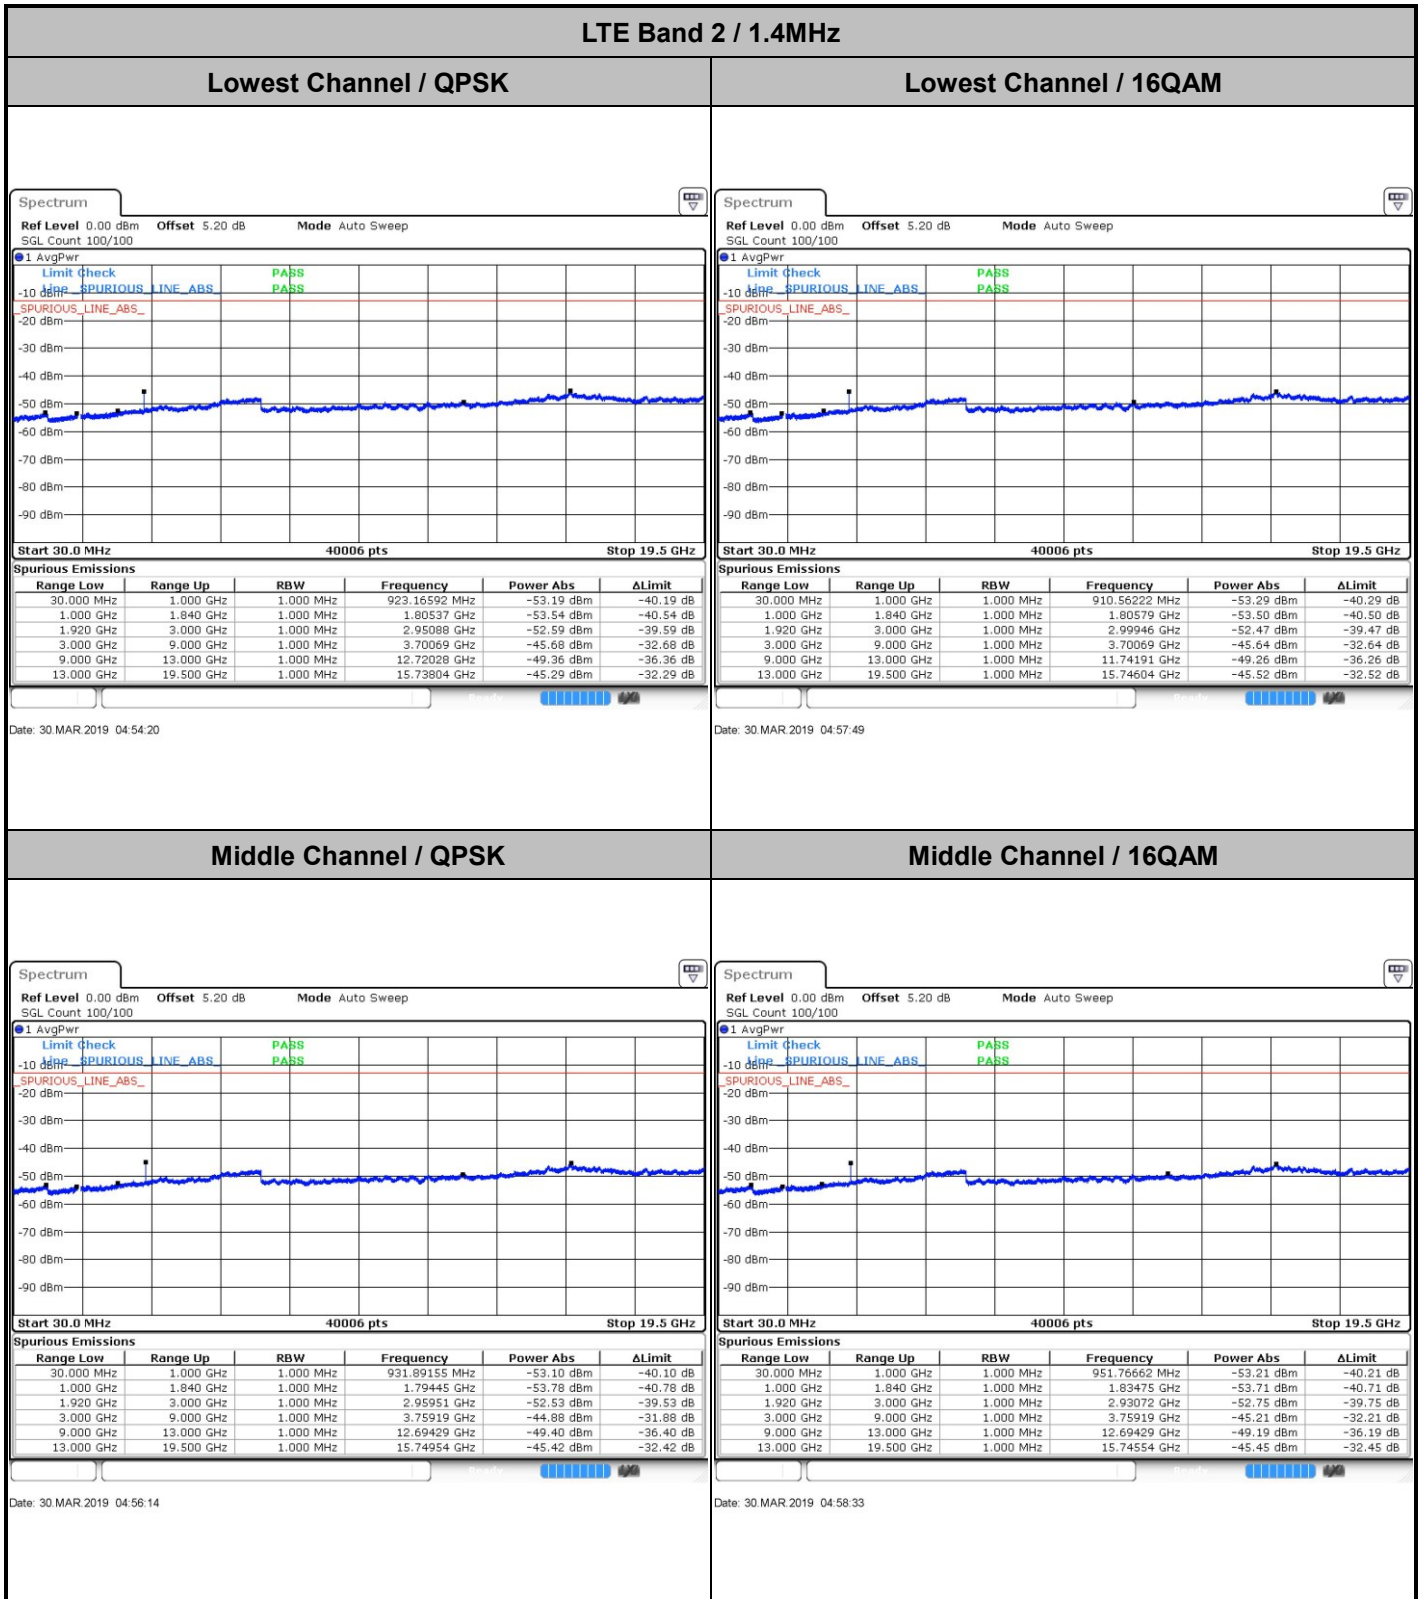 LTE Band 2 / 1.4MHz
Lowest Channel / QPSK
Lowest Channel / 16QAM
Spectrum
Ref Level 0.00 dBm Offset 5.20 dB Mode Auto Sweep
SGL Count 100/100
1 AvgPwr
Limit Check PASS
Line _SPURIOUS_LINE_ABS_ PASS
-10 dBm
_SPURIOUS_LINE_ABS_
-20 dBm
-30 dBm
-40 dBm
-50 dBm
-60 dBm
-70 dBm
-80 dBm
-90 dBm
Start 30.0 MHz 40006 pts Stop 19.5 GHz
Spurious Emissions
Range Low Range Up RBW Frequency Power Abs ΔLimit
30.000 MHz 1.000 GHz 1.000 MHz 923.16592 MHz -53.19 dBm -40.19 dB
1.000 GHz 1.840 GHz 1.000 MHz 1.80537 GHz -53.54 dBm -40.54 dB
1.920 GHz 3.000 GHz 1.000 MHz 2.95088 GHz -52.59 dBm -39.59 dB
3.000 GHz 9.000 GHz 1.000 MHz 3.70069 GHz -45.68 dBm -32.68 dB
9.000 GHz 13.000 GHz 1.000 MHz 12.72028 GHz -49.36 dBm -36.36 dB
13.000 GHz 19.500 GHz 1.000 MHz 15.73804 GHz -45.29 dBm -32.29 dB
Date: 30.MAR.2019 04:54:20
Spectrum
Ref Level 0.00 dBm Offset 5.20 dB Mode Auto Sweep
SGL Count 100/100
1 AvgPwr
Limit Check PASS
Line _SPURIOUS_LINE_ABS_ PASS
-10 dBm
_SPURIOUS_LINE_ABS_
-20 dBm
-30 dBm
-40 dBm
-50 dBm
-60 dBm
-70 dBm
-80 dBm
-90 dBm
Start 30.0 MHz 40006 pts Stop 19.5 GHz
Spurious Emissions
Range Low Range Up RBW Frequency Power Abs ΔLimit
30.000 MHz 1.000 GHz 1.000 MHz 910.56222 MHz -53.29 dBm -40.29 dB
1.000 GHz 1.840 GHz 1.000 MHz 1.80579 GHz -53.50 dBm -40.50 dB
1.920 GHz 3.000 GHz 1.000 MHz 2.99946 GHz -52.47 dBm -39.47 dB
3.000 GHz 9.000 GHz 1.000 MHz 3.70069 GHz -45.64 dBm -32.64 dB
9.000 GHz 13.000 GHz 1.000 MHz 11.74191 GHz -49.26 dBm -36.26 dB
13.000 GHz 19.500 GHz 1.000 MHz 15.74604 GHz -45.52 dBm -32.52 dB
Date: 30.MAR.2019 04:57:49
Middle Channel / QPSK
Middle Channel / 16QAM
Spectrum
Ref Level 0.00 dBm Offset 5.20 dB Mode Auto Sweep
SGL Count 100/100
1 AvgPwr
Limit Check PASS
Line _SPURIOUS_LINE_ABS_ PASS
-10 dBm
_SPURIOUS_LINE_ABS_
-20 dBm
-30 dBm
-40 dBm
-50 dBm
-60 dBm
-70 dBm
-80 dBm
-90 dBm
Start 30.0 MHz 40006 pts Stop 19.5 GHz
Spurious Emissions
Range Low Range Up RBW Frequency Power Abs ΔLimit
30.000 MHz 1.000 GHz 1.000 MHz 931.89155 MHz -53.10 dBm -40.10 dB
1.000 GHz 1.840 GHz 1.000 MHz 1.79445 GHz -53.78 dBm -40.78 dB
1.920 GHz 3.000 GHz 1.000 MHz 2.95951 GHz -52.53 dBm -39.53 dB
3.000 GHz 9.000 GHz 1.000 MHz 3.75919 GHz -44.88 dBm -31.88 dB
9.000 GHz 13.000 GHz 1.000 MHz 12.69429 GHz -49.40 dBm -36.40 dB
13.000 GHz 19.500 GHz 1.000 MHz 15.74954 GHz -45.42 dBm -32.42 dB
Date: 30.MAR.2019 04:56:14
Spectrum
Ref Level 0.00 dBm Offset 5.20 dB Mode Auto Sweep
SGL Count 100/100
1 AvgPwr
Limit Check PASS
Line _SPURIOUS_LINE_ABS_ PASS
-10 dBm
_SPURIOUS_LINE_ABS_
-20 dBm
-30 dBm
-40 dBm
-50 dBm
-60 dBm
-70 dBm
-80 dBm
-90 dBm
Start 30.0 MHz 40006 pts Stop 19.5 GHz
Spurious Emissions
Range Low Range Up RBW Frequency Power Abs ΔLimit
30.000 MHz 1.000 GHz 1.000 MHz 951.76662 MHz -53.21 dBm -40.21 dB
1.000 GHz 1.840 GHz 1.000 MHz 1.83475 GHz -53.71 dBm -40.71 dB
1.920 GHz 3.000 GHz 1.000 MHz 2.93072 GHz -52.75 dBm -39.75 dB
3.000 GHz 9.000 GHz 1.000 MHz 3.75919 GHz -45.21 dBm -32.21 dB
9.000 GHz 13.000 GHz 1.000 MHz 12.69429 GHz -49.19 dBm -36.19 dB
13.000 GHz 19.500 GHz 1.000 MHz 15.74554 GHz -45.45 dBm -32.45 dB
Date: 30.MAR.2019 04:58:33